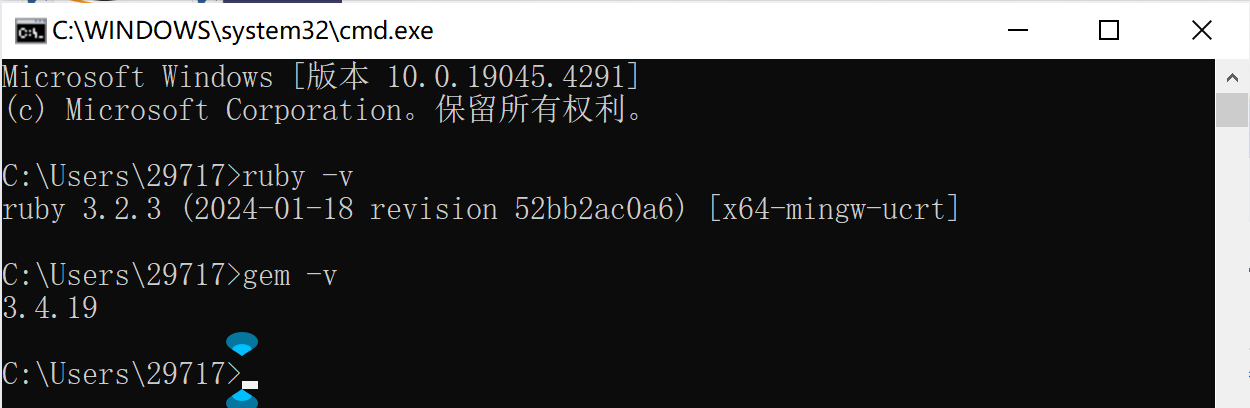 C:\WINDOWS\system32\cmd.exe
Microsoft Windows [版本 10.0.19045.4291]
(c) Microsoft Corporation。保留所有权利。
C:\Users\29717>ruby -v
ruby 3.2.3 (2024-01-18 revision 52bb2ac0a6) [x64-mingw-ucrt]
C:\Users\29717>gem -v
3.4.19
C:\Users\29717>